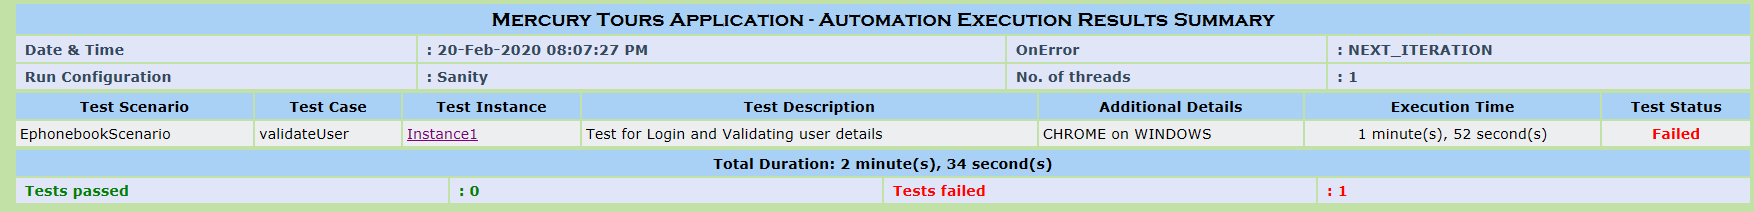 Mercury Tours Application - Automation Execution Results Summary
Date & Time : 20-Feb-2020 08:07:27 PM OnError : NEXT_ITERATION
Run Configuration : Sanity No. of threads : 1
Test Scenario Test Case Test Instance Test Description Additional Details Execution Time Test Status
EphonebookScenario validateUser Instance1 Test for Login and Validating user details CHROME on WINDOWS 1 minute(s), 52 second(s) Failed
Total Duration: 2 minute(s), 34 second(s)
Tests passed : 0 Tests failed : 1